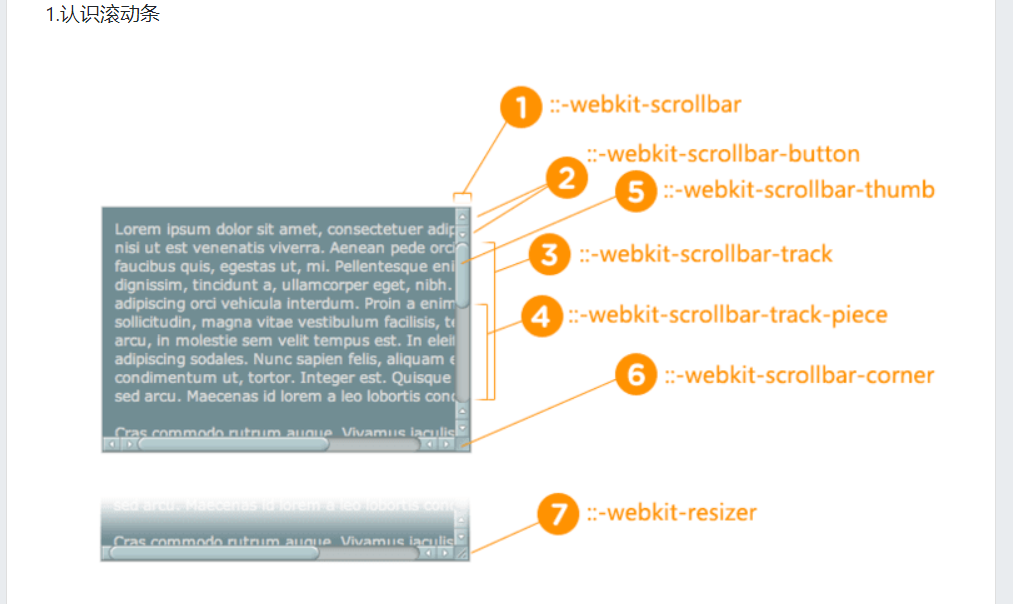 1.认识滚动条
1 ::-webkit-scrollbar
2 ::-webkit-scrollbar-button
5 ::-webkit-scrollbar-thumb
3 ::-webkit-scrollbar-track
4 ::-webkit-scrollbar-track-piece
6 ::-webkit-scrollbar-corner
Lorem ipsum dolor sit amet, consectetuer adip
nisi ut est venenatis viverra. Aenean pede orci
faucibus quis, egestas ut, mi. Pellentesque eni
dignissim, tincidunt a, ullamcorper eget, nibh.
adipiscing orci vehicula interdum. Proin a enim
sollicitudin, magna vitae vestibulum facilisis, te
arcu, in molestie sem velit tempus est. In eleif
adipiscing sodales. Nunc sapien felis, aliquam e
condimentum ut, tortor. Integer est. Quisque
sed arcu. Maecenas id lorem a leo lobortis cond
Cras commodo rutrum augue. Vivamus iaculis
7 ::-webkit-resizer
sed arcu. Maecenas id lorem a leo lobortis cond
Cras commodo rutrum augue. Vivamus iaculis